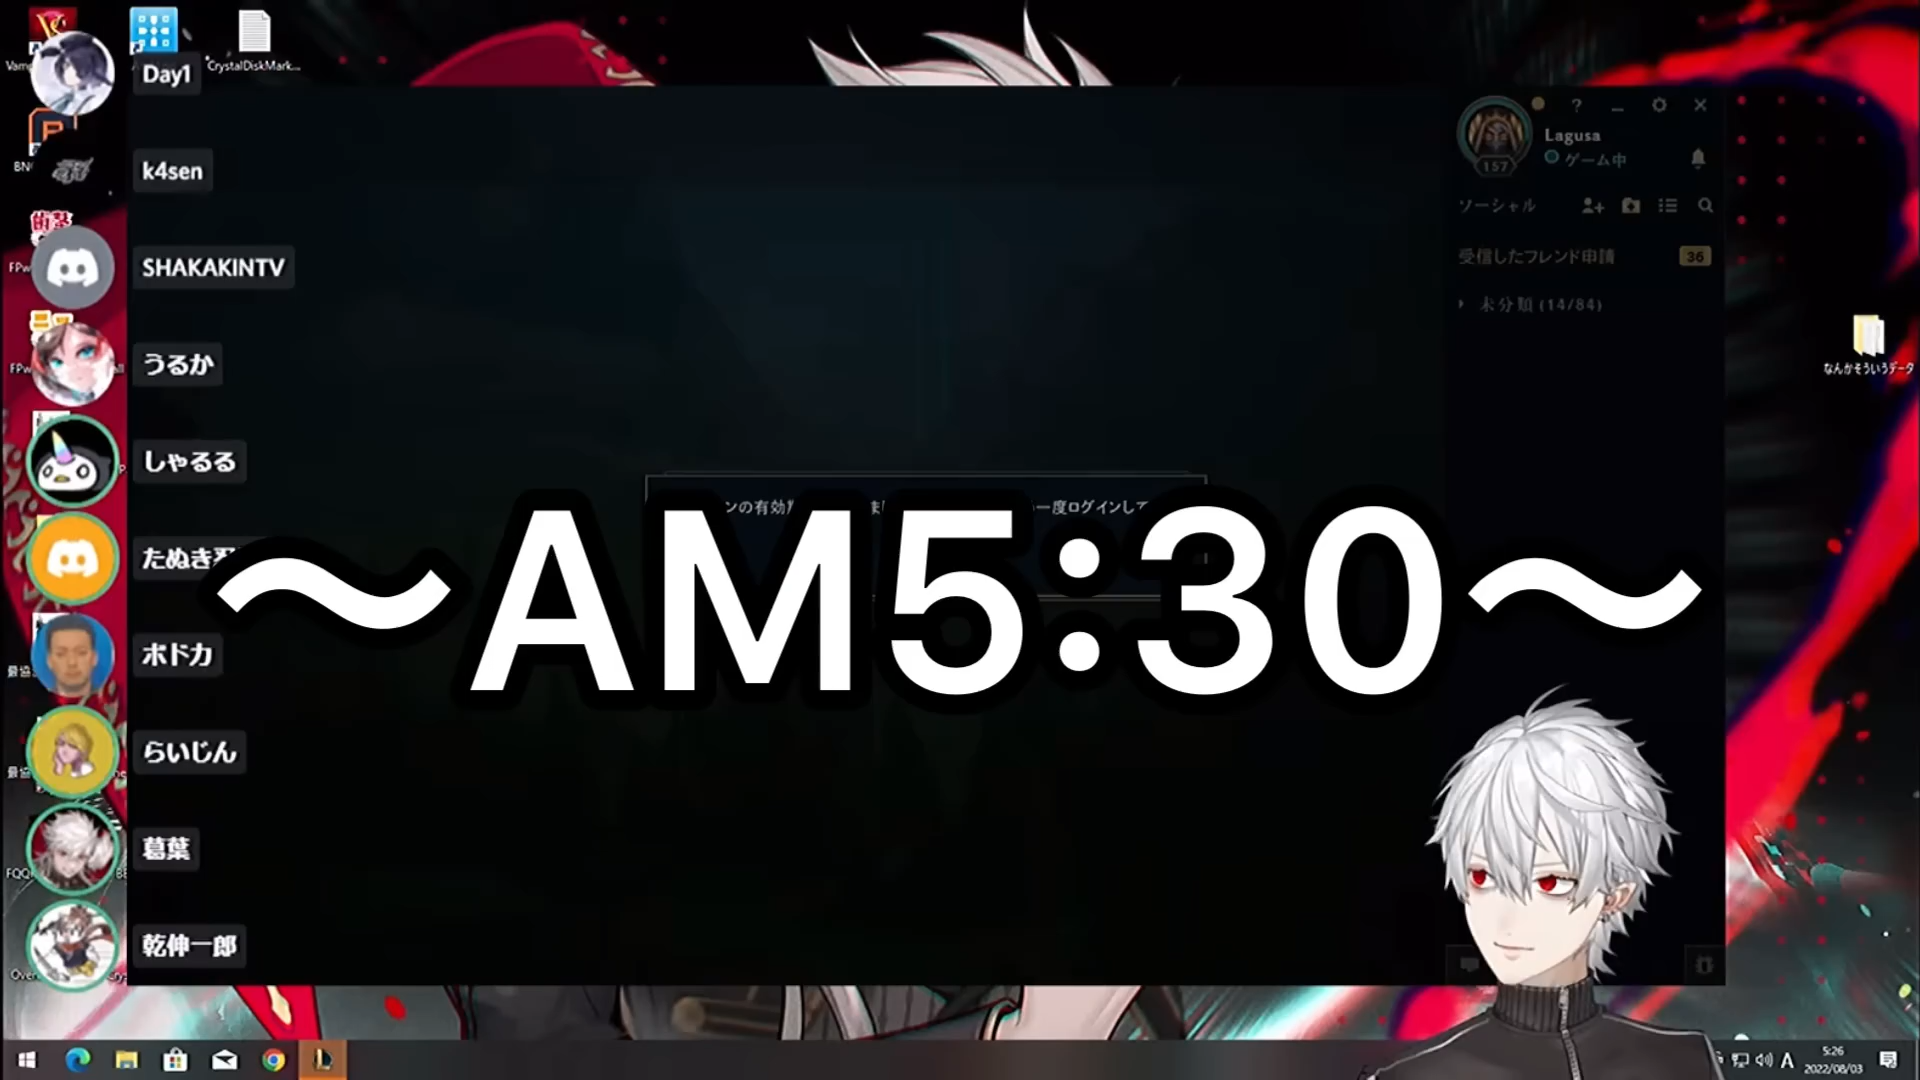 Day1
CrystalDiskMark...
k4sen
SHAKAKINTV
うるか
しゃるる
たぬき忍
ボドカ
らいじん
葛葉
乾伸一郎
Lagusa
157
ゲーム中
ソーシャル
受信したフレンド申請
36
未分類 (14/84)
ンの有効
一度ログインして
〜AM5:30〜
なんかそういうデータ
A
5:26
2022/08/03